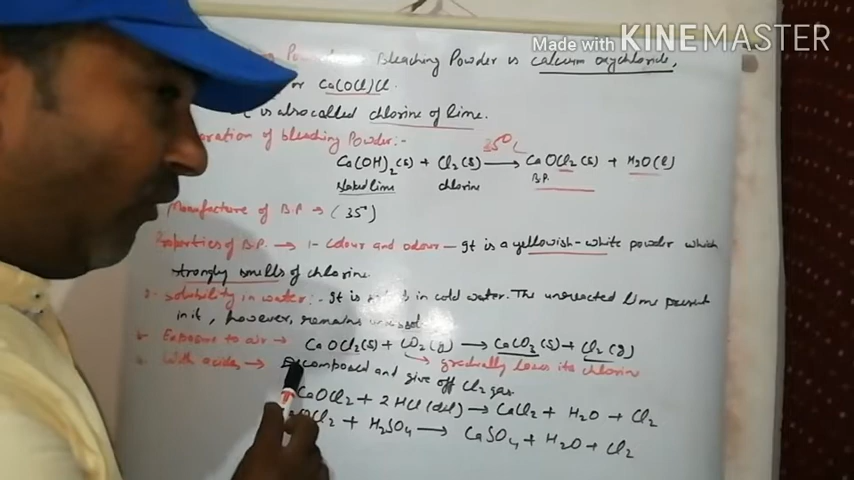 Made with KINEMASTER
Powder Bleaching Powder is calcium oxychloride,
or Ca(OCl)Cl.
is also called chlorine of lime.
aration of bleaching Powder:-
35°C
Ca(OH)2(s) + Cl2(s) → CaOCl2(s) + H2O(l)
slaked lime chlorine B.P.
Manufacture of B.P → (35°)
Properties of B.P. → 1- Colour and odour - It is a yellowish-white powder which
strongly smells of chlorine.
Solubility in water:- It is in cold water. The unreacted lime present
in it, however, remains
Exposure to air → CaOCl2(s) + CO2(g) → CaCO3(s) + Cl2(g)
→ gradually loses its chlorine
With acids → Decomposed and give off Cl2 gas
CaOCl2 + 2HCl(dil) → CaCl2 + H2O + Cl2
OCl2 + H2SO4 → CaSO4 + H2O + Cl2